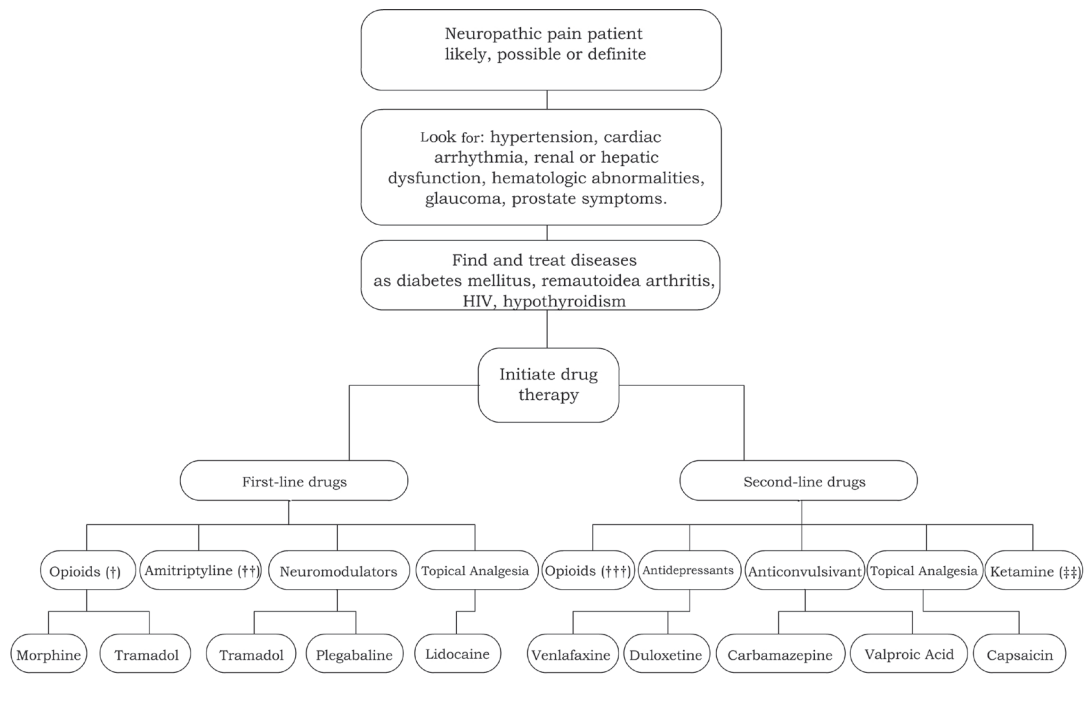 Neuropathic pain patient
likely, possible or definite
Look for: hypertension, cardiac
arrhythmia, renal or hepatic
dysfunction, hematologic abnormalities,
glaucoma, prostate symptoms.
Find and treat diseases
as diabetes mellitus, remautoidea arthritis,
HIV, hypothyroidism
Initiate drug
therapy
First-line drugs
Second-line drugs
Opioids (†)
Amitriptyline (††)
Neuromodulators
Topical Analgesia
Opioids (†††)
Antidepressants
Anticonvulsivant
Topical Analgesia
Ketamine (‡‡)
Morphine
Tramadol
Tramadol
Plegabaline
Lidocaine
Venlafaxine
Duloxetine
Carbamazepine
Valproic Acid
Capsaicin